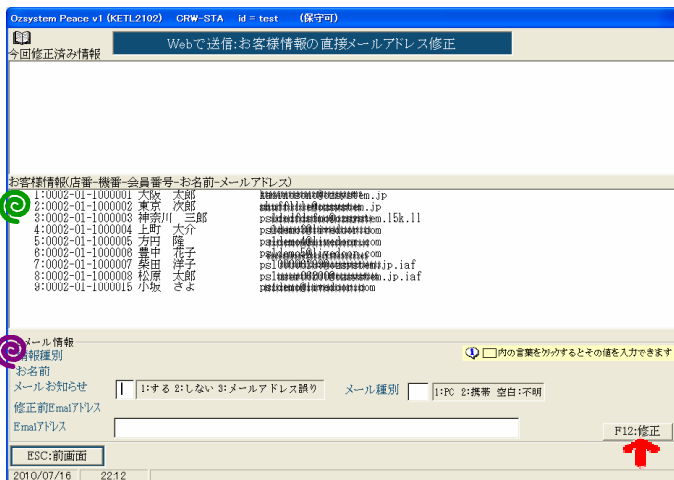 Ozsystem Peace v1 (KETL2102) CRW-STA id = test (保守可)
今回修正済み情報
Webで送信:お客様情報の直接メールアドレス修正
お客様情報(店番-機番-会員番号-お名前-メールアドレス)
1:0002-01-1000001 大阪 太郎
2:0002-01-1000002 東京 次郎
3:0002-01-1000003 神奈川 三郎
4:0002-01-1000004 上町 大介
5:0002-01-1000005 方円 隆
6:0002-01-1000006 豊中 花子
7:0002-01-1000007 柴田 洋子
8:0002-01-1000008 松原 太郎
9:0002-01-1000015 小坂 さよ
メール情報
情報種別
内の言葉をクリックするとその値を入力できます
お名前
メールお知らせ 1:する 2:しない 3:メールアドレス誤り メール種別 1:PC 2:携帯 空白:不明
修正前Emailアドレス
Emailアドレス
F12:修正
ESC:前画面
2010/07/16 22:12